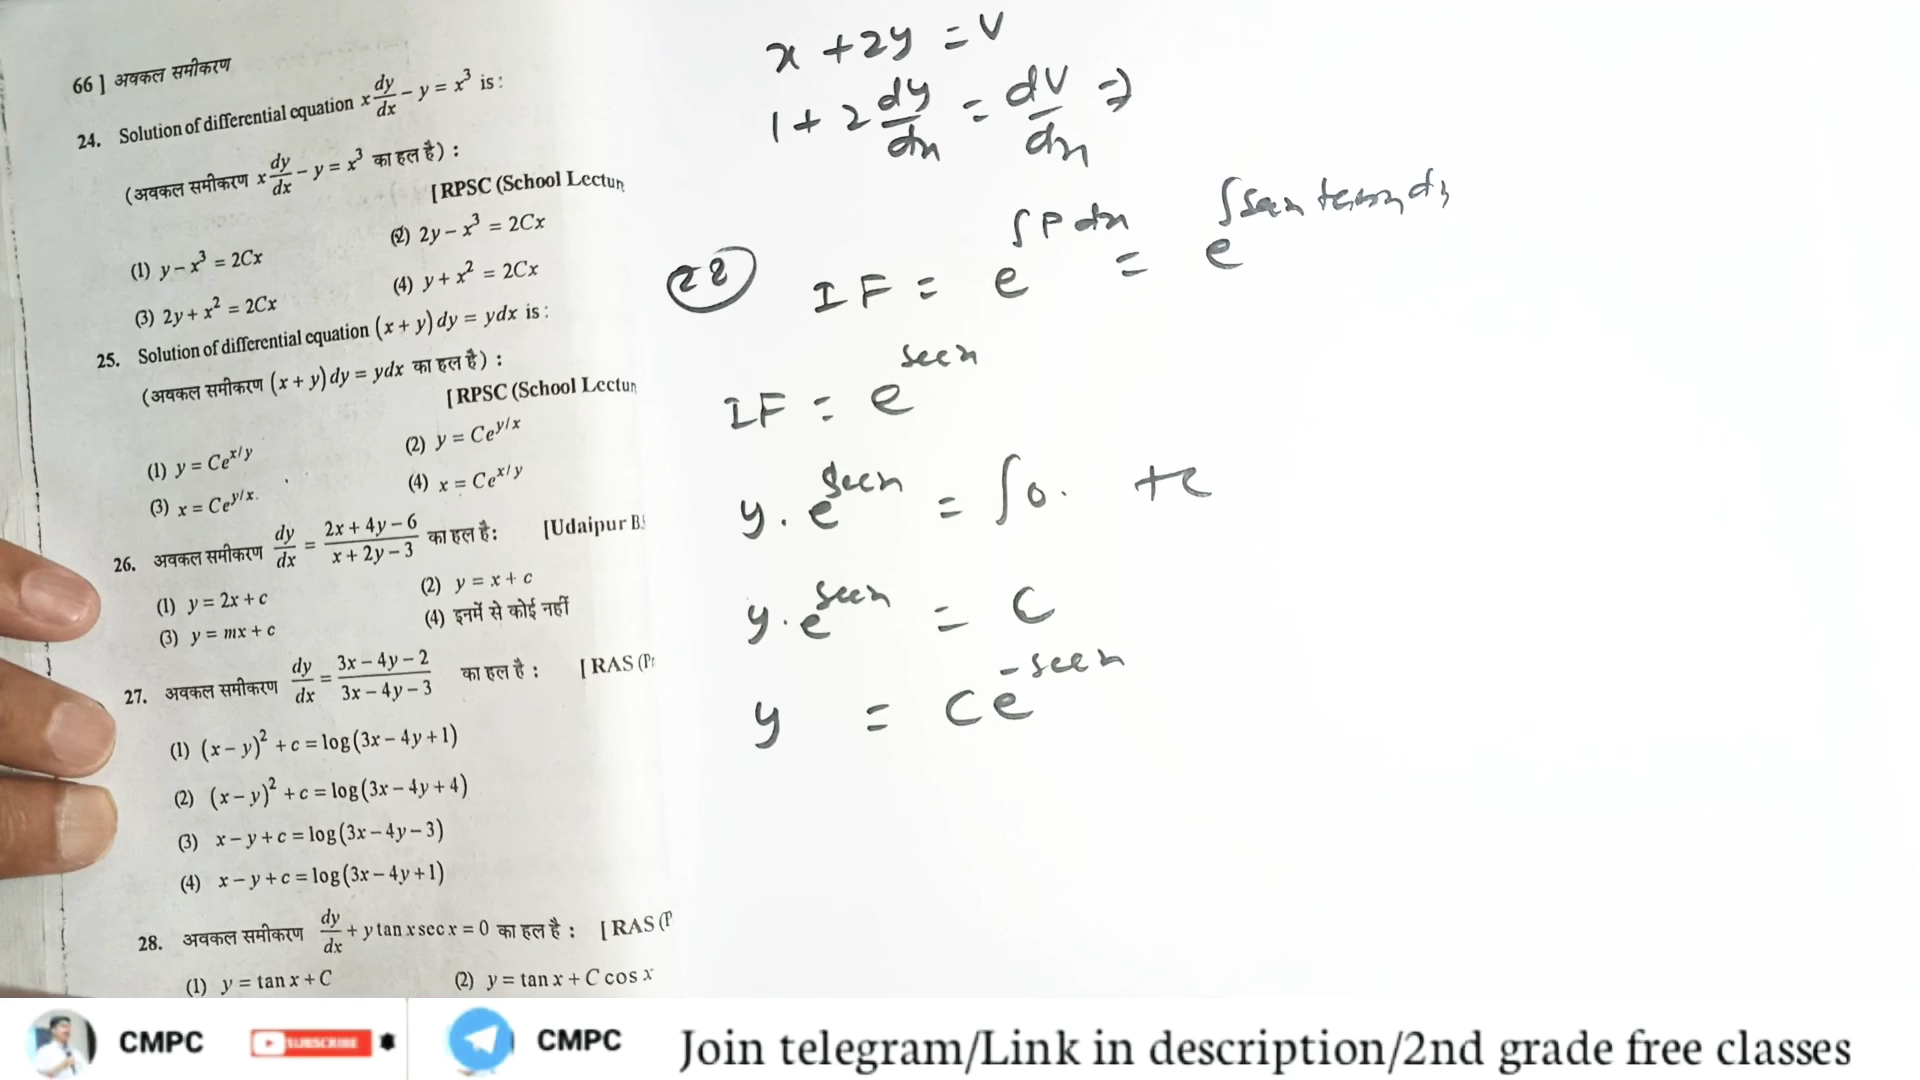 66 ] अवकल समीकरण
24. Solution of differential equation x dy/dx − y = x³ is :
(अवकल समीकरण x dy/dx − y = x³ का हल है) :
[RPSC (School Lectur
(1) y − x³ = 2Cx (2) 2y − x³ = 2Cx
(3) 2y + x² = 2Cx (4) y + x² = 2Cx
25. Solution of differential equation (x + y) dy = ydx is :
(अवकल समीकरण (x + y) dy = ydx का हल है) :
[RPSC (School Lectur
(1) y = Ce^x/y (2) y = Ce^y/x
(3) x = Ce^y/x. (4) x = Ce^x/y
26. अवकल समीकरण dy/dx = (2x + 4y − 6)/(x + 2y − 3) का हल है: [Udaipur
(1) y = 2x + c (2) y = x + c
(3) y = mx + c (4) इनमें से कोई नहीं
27. अवकल समीकरण dy/dx = (3x − 4y − 2)/(3x − 4y − 3) का हल है : [RAS
(1) (x − y)² + c = log (3x − 4y + 1)
(2) (x − y)² + c = log (3x − 4y + 4)
(3) x − y + c = log (3x − 4y − 3)
(4) x − y + c = log (3x − 4y + 1)
28. अवकल समीकरण dy/dx + y tan x sec x = 0 का हल है : [RAS (P
(1) y = tan x + C (2) y = tan x + C cos x
x + 2y = v
1 + 2 dy/dx = dv/dx ⇒
28 IF = e^∫P dx = e^∫secx tanx dx
IF = e^secx
y. e^secx = ∫0. +c
y. e^secx = C
y = Ce^-secx
CMPC SUBSCRIBE CMPC Join telegram/Link in description/2nd grade free classes